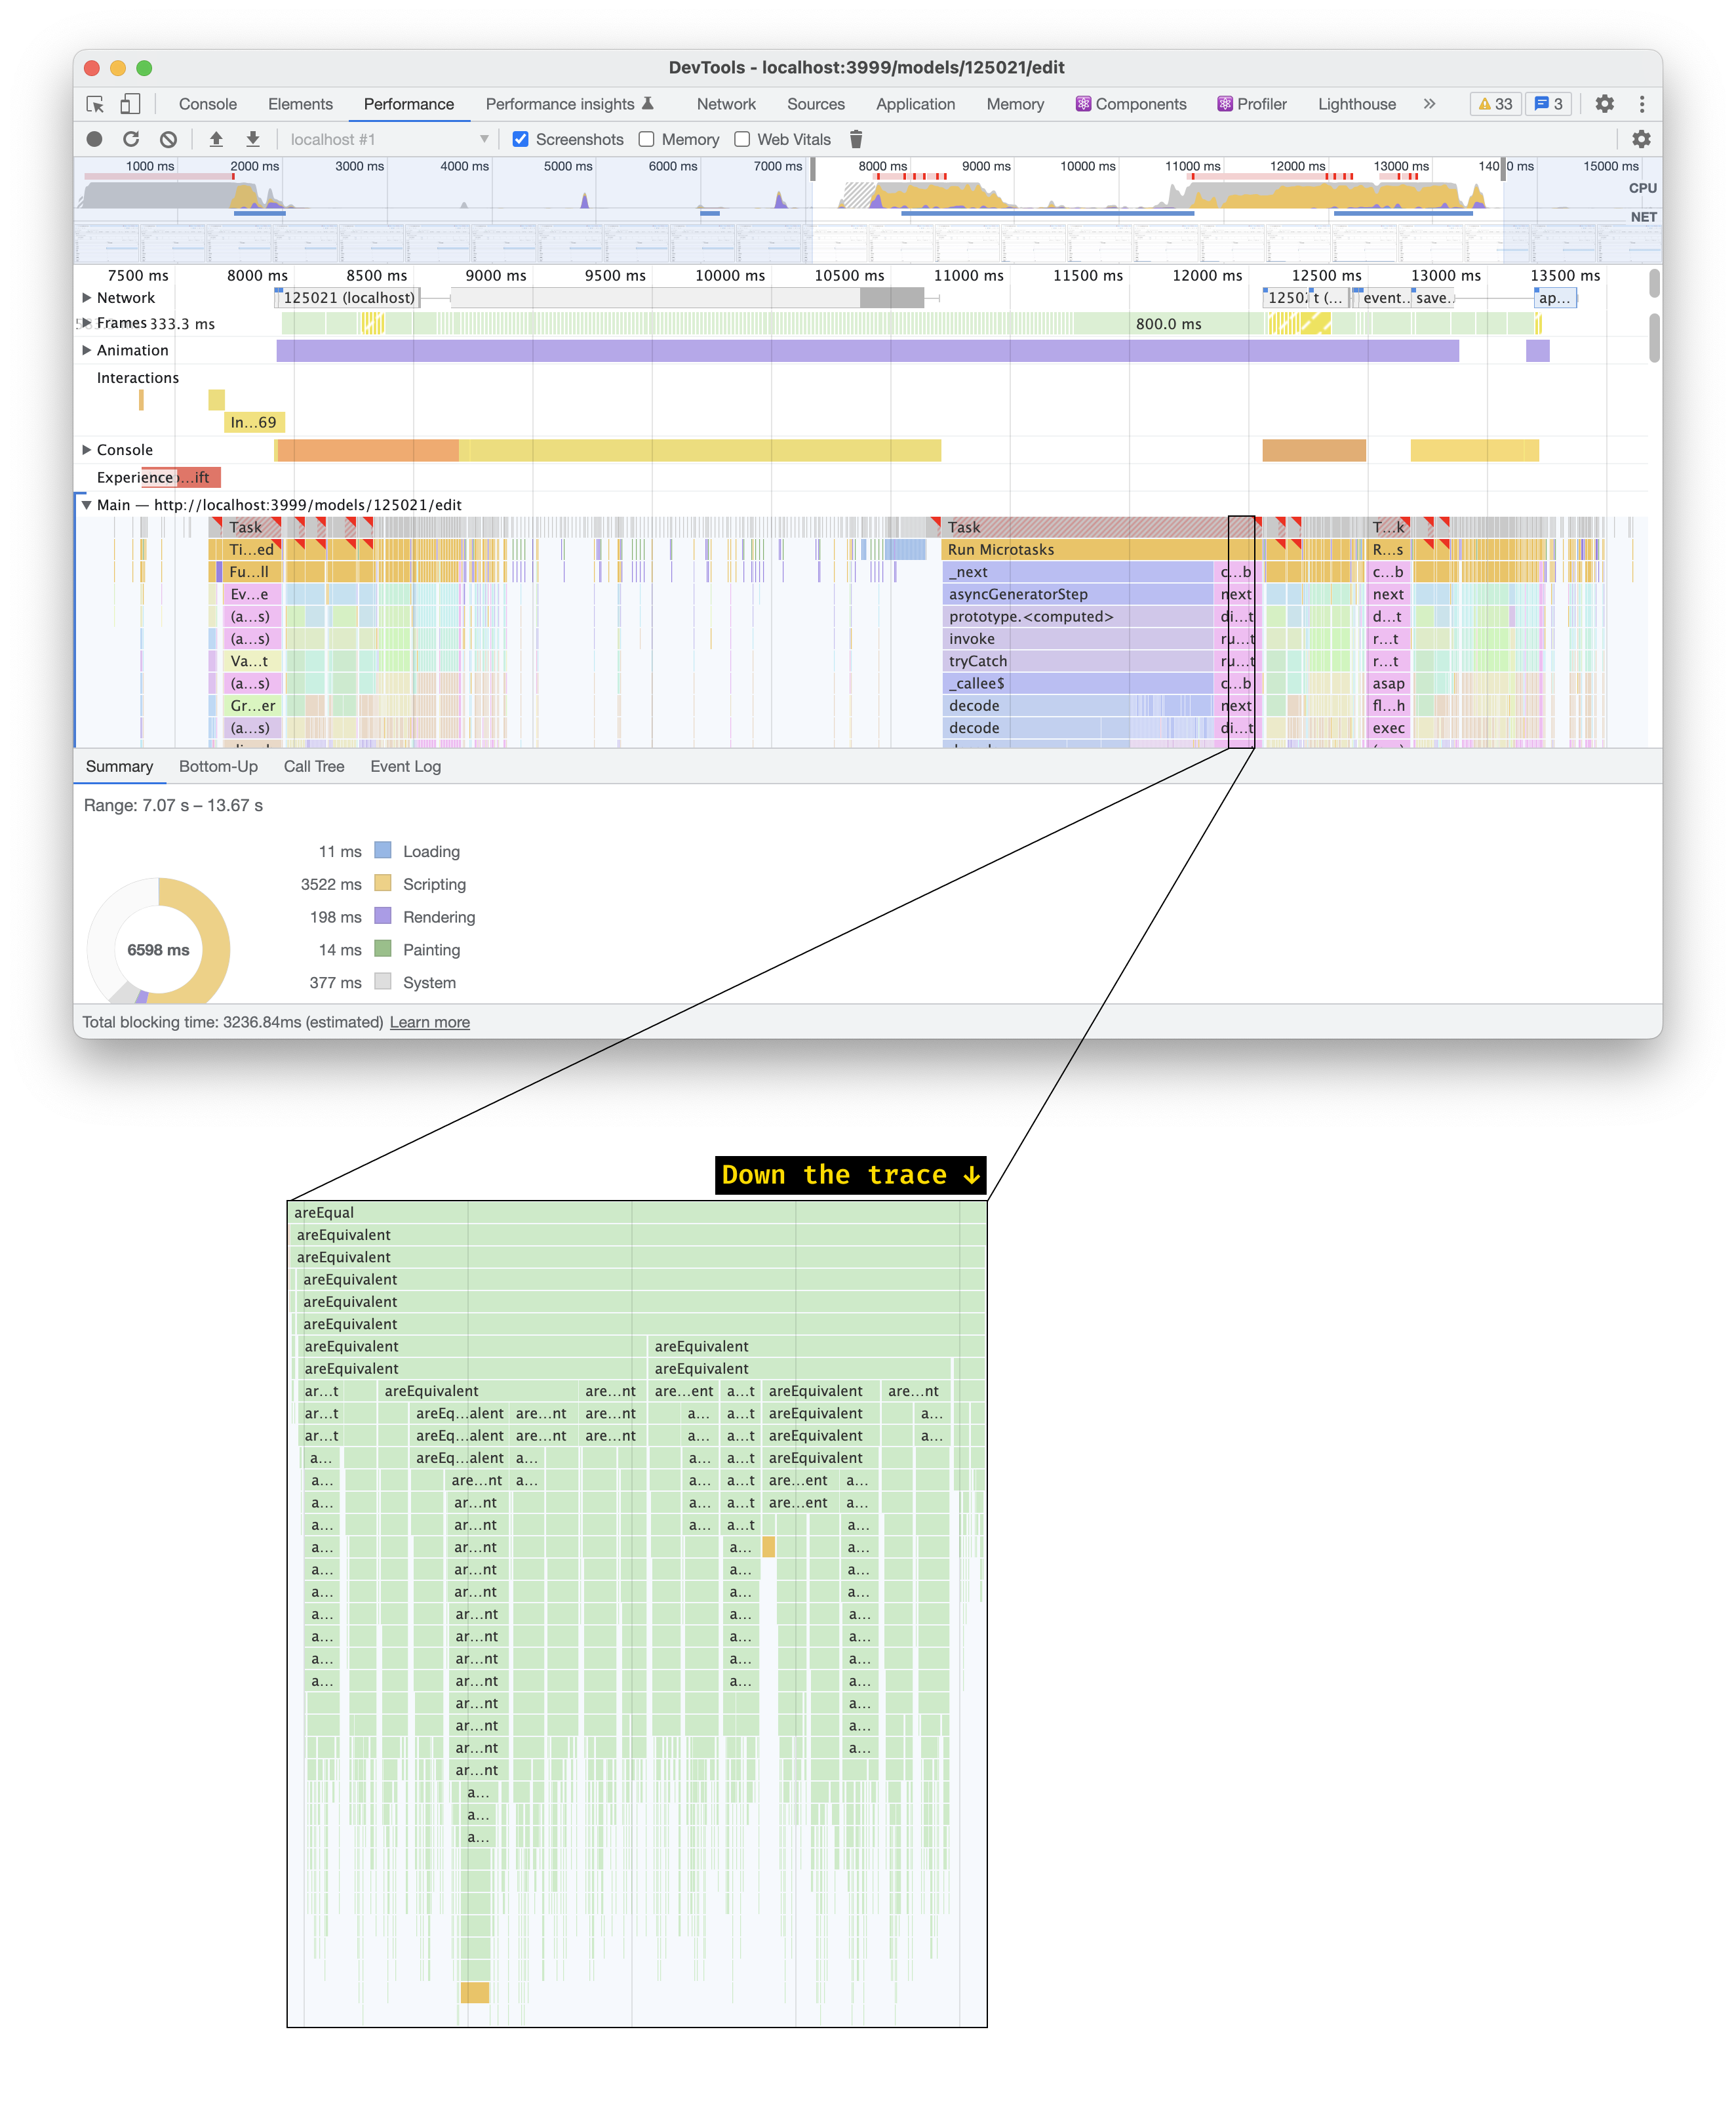 DevTools - localhost:3999/models/125021/edit
Console Elements Performance Performance insights Network Sources Application Memory Components Profiler Lighthouse » 33 3
localhost #1 Screenshots Memory Web Vitals
1000 ms 2000 ms 3000 ms 4000 ms 5000 ms 6000 ms 7000 ms 8000 ms 9000 ms 10000 ms 11000 ms 12000 ms 13000 ms 140 0 ms 15000 ms
CPU
NET
7500 ms 8000 ms 8500 ms 9000 ms 9500 ms 10000 ms 10500 ms 11000 ms 11500 ms 12000 ms 12500 ms 13000 ms 13500 ms
Network 125021 (localhost) t (... event... save... ap...
Frames 333.3 ms 800.0 ms
Animation
Interactions
In...69
Console
Experience ...ift
Main — http://localhost:3999/models/125021/edit
Task Task T...k
Ti...ed Run Microtasks R...s
Fu...ll _next c...b c...b
Ev...e asyncGeneratorStep next next
(a...s) prototype.<computed> di...t d...t
(a...s) invoke ru...t r...t
Va...t tryCatch ru...t r...t
(a...s) _callee$ c...b asap
Gr...er decode next fl...h
(a...s) decode di...t exec
Summary Bottom-Up Call Tree Event Log
Range: 7.07 s – 13.67 s
11 ms Loading
3522 ms Scripting
198 ms Rendering
6598 ms
14 ms Painting
377 ms System
Total blocking time: 3236.84ms (estimated) Learn more
Down the trace ↓
areEqual
areEquivalent
areEquivalent
areEquivalent
areEquivalent
areEquivalent
areEquivalent areEquivalent
areEquivalent areEquivalent
ar...t areEquivalent are...nt are...ent a...t areEquivalent are...nt
ar...t areEq...alent are...nt are...nt a... a...t areEquivalent a...
ar...t areEq...alent are...nt are...nt a... a...t areEquivalent a...
a... areEq...alent a... a... a...t areEquivalent
a... are...nt a... a... a...t are...ent a...
a... ar...nt a... a...t are...ent a...
a... ar...nt a... a...t a...
a... ar...nt a... a...
a... ar...nt a... a...
a... ar...nt a... a...
a... ar...nt a... a...
a... ar...nt a... a...
a... ar...nt a... a...
a... ar...nt a... a...
ar...nt a...
ar...nt a...
ar...nt a...
ar...nt
a...
a...
a...